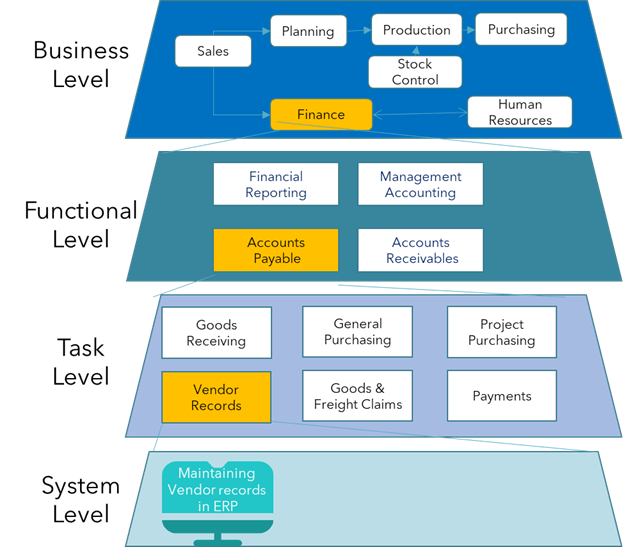 Business
Level
Sales
Planning
Production
Purchasing
Stock
Control
Finance
Human
Resources
Functional
Level
Financial
Reporting
Management
Accounting
Accounts
Payable
Accounts
Receivables
Task
Level
Goods
Receiving
General
Purchasing
Project
Purchasing
Vendor
Records
Goods &
Freight Claims
Payments
System
Level
Maintaining
Vendor records
in ERP